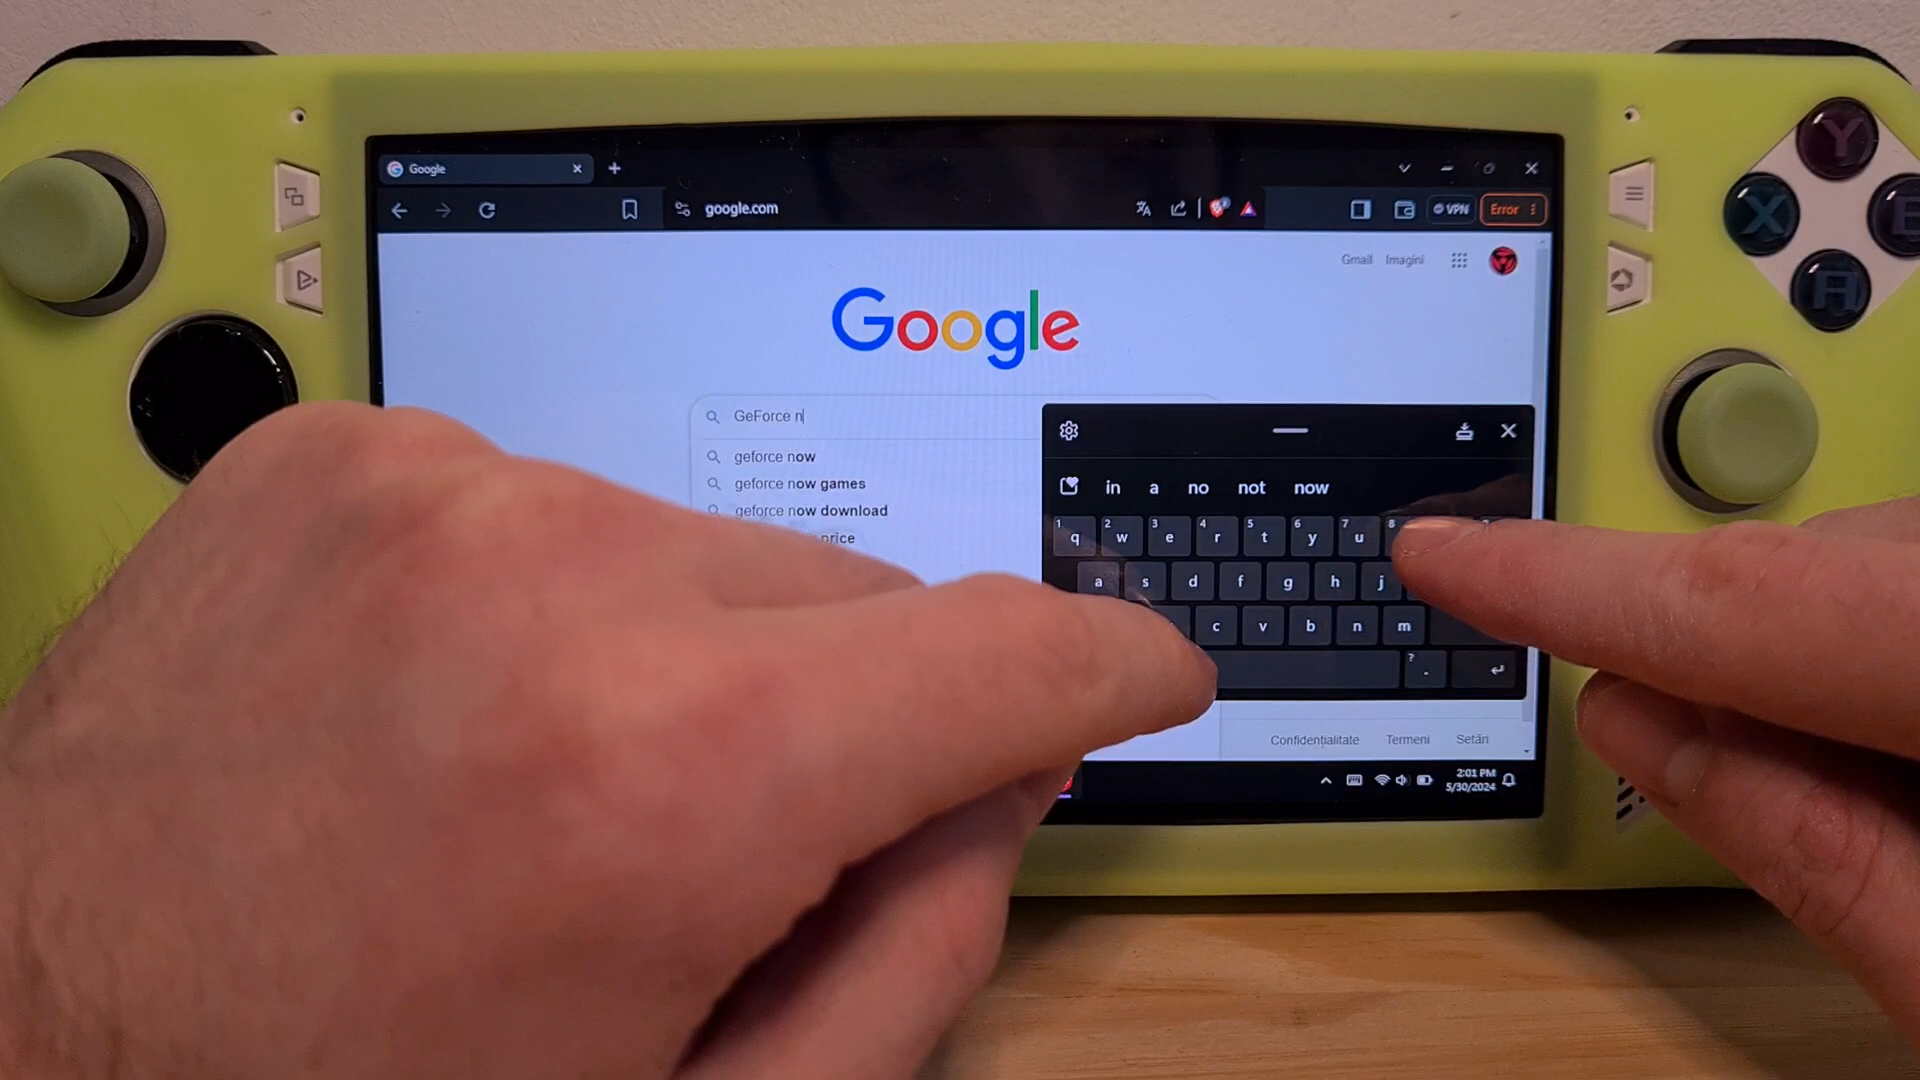 Google
google.com
VPN
Error
Gmail Imagini
Google
GeForce n
geforce now
geforce now games
geforce now download
price
in a no not now
1 2 3 4 5 6 7 8
q w e r t y u
a s d f g h j
c v b n m
? .
Confidențialitate Termeni Setări
2:01 PM
5/30/2024
Y
X
A